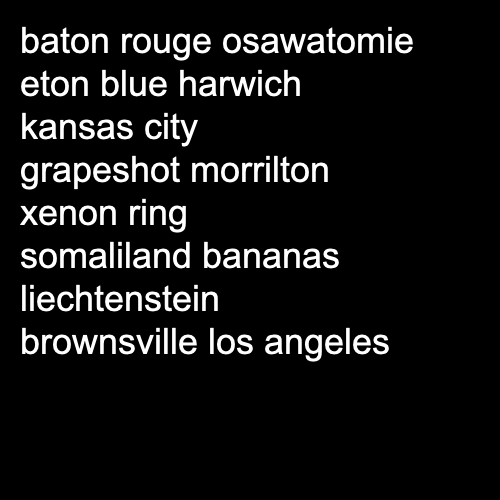 baton rouge osawatomie
eton blue harwich
kansas city
grapeshot morrilton
xenon ring
somaliland bananas
liechtenstein
brownsville los angeles